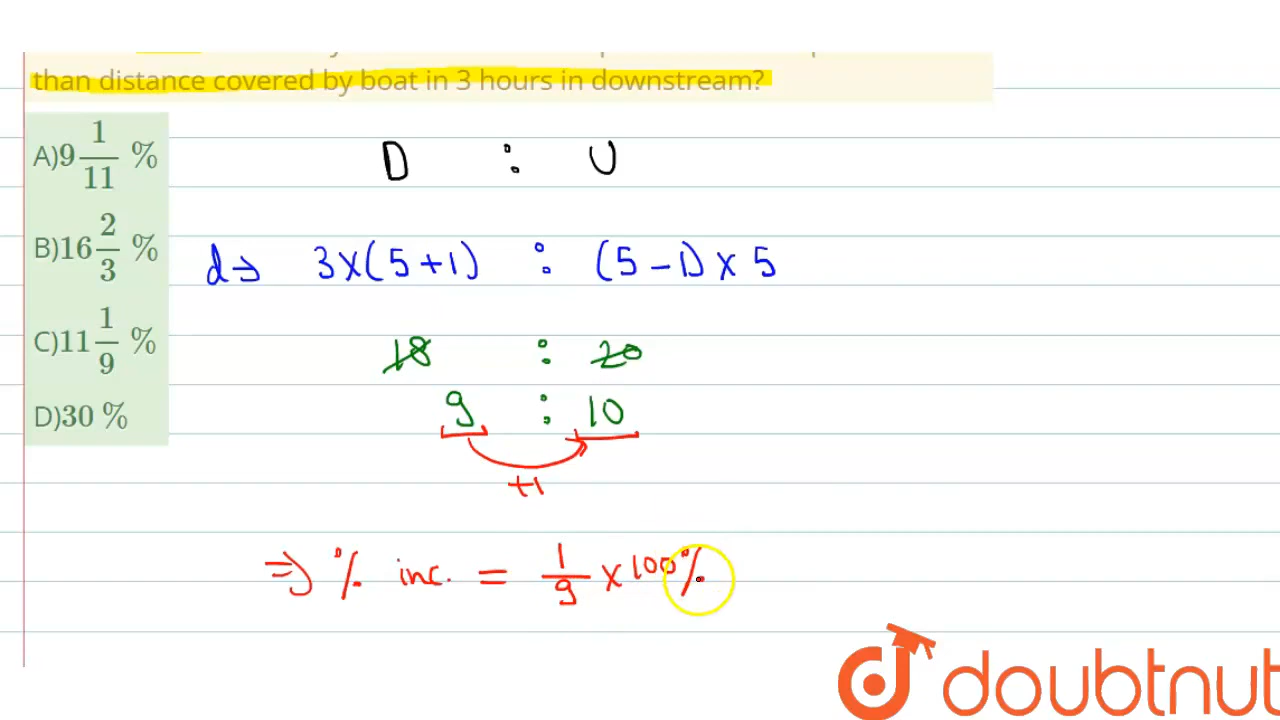 than distance covered by boat in 3 hours in downstream?
A) 9 1/11 %
B) 16 2/3 %
C) 11 1/9 %
D) 30 %
D : U
d⇒ 3×(5+1) : (5-1)×5
18 : 20
9 : 10
+1
⇒ % inc. = 1/9 × 100%
doubtnut